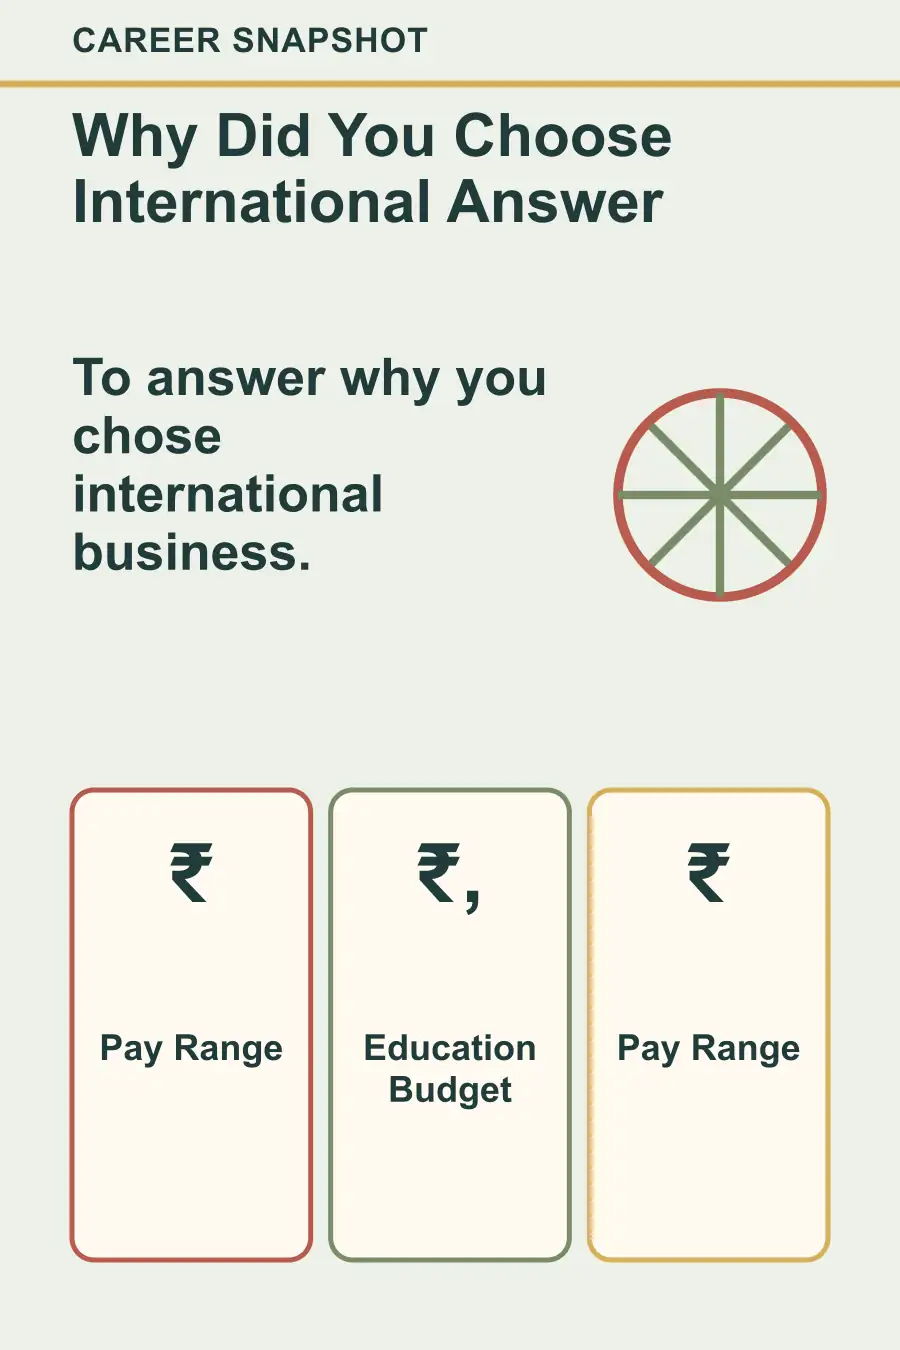 CAREER SNAPSHOT
Why Did You Choose
International Answer
To answer why you
chose
international
business.
₹
Pay Range
₹,
Education
Budget
₹
Pay Range